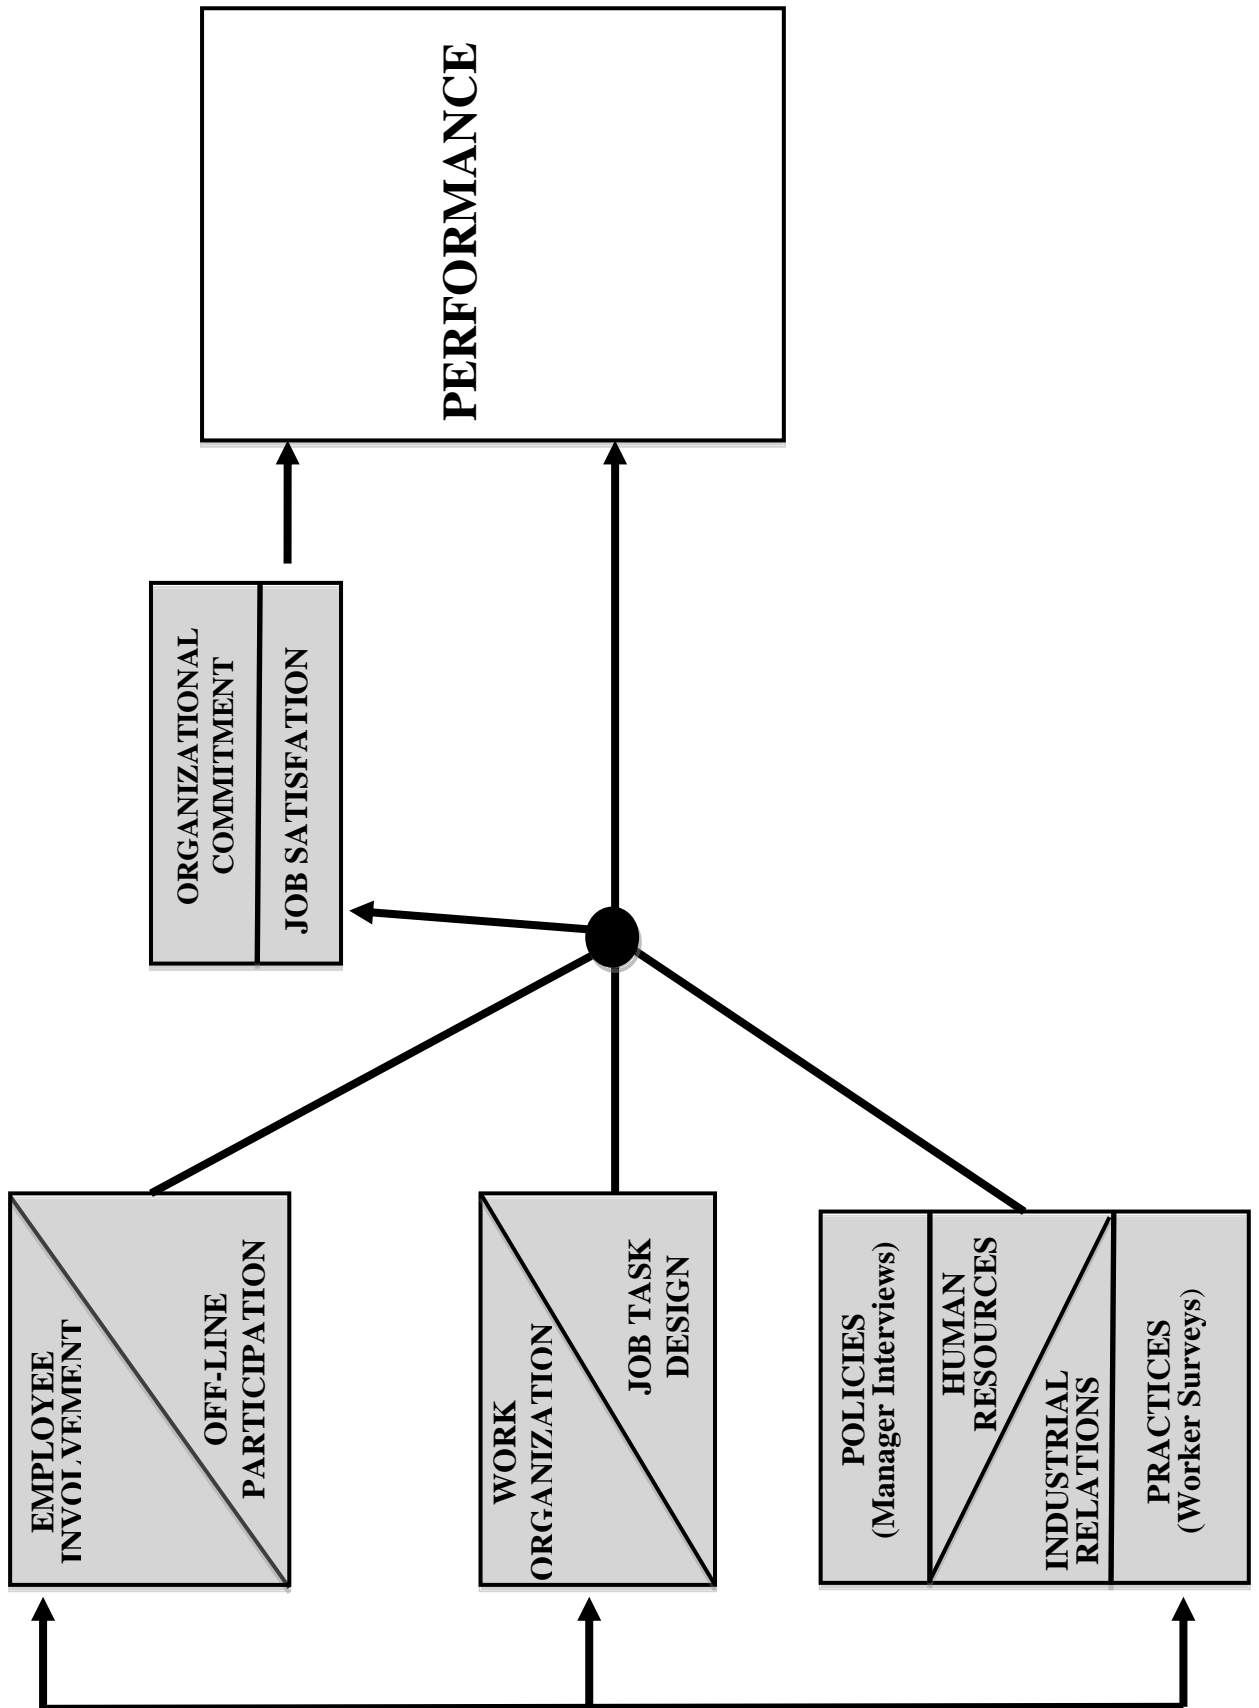 EMPLOYEE
INVOLVEMENT
OFF-LINE
PARTICIPATION
WORK
ORGANIZATION
JOB TASK
DESIGN
POLICIES
(Manager Interviews)
HUMAN
RESOURCES
INDUSTRIAL
RELATIONS
PRACTICES
(Worker Surveys)
ORGANIZATIONAL
COMMITMENT
JOB SATISFATION
PERFORMANCE